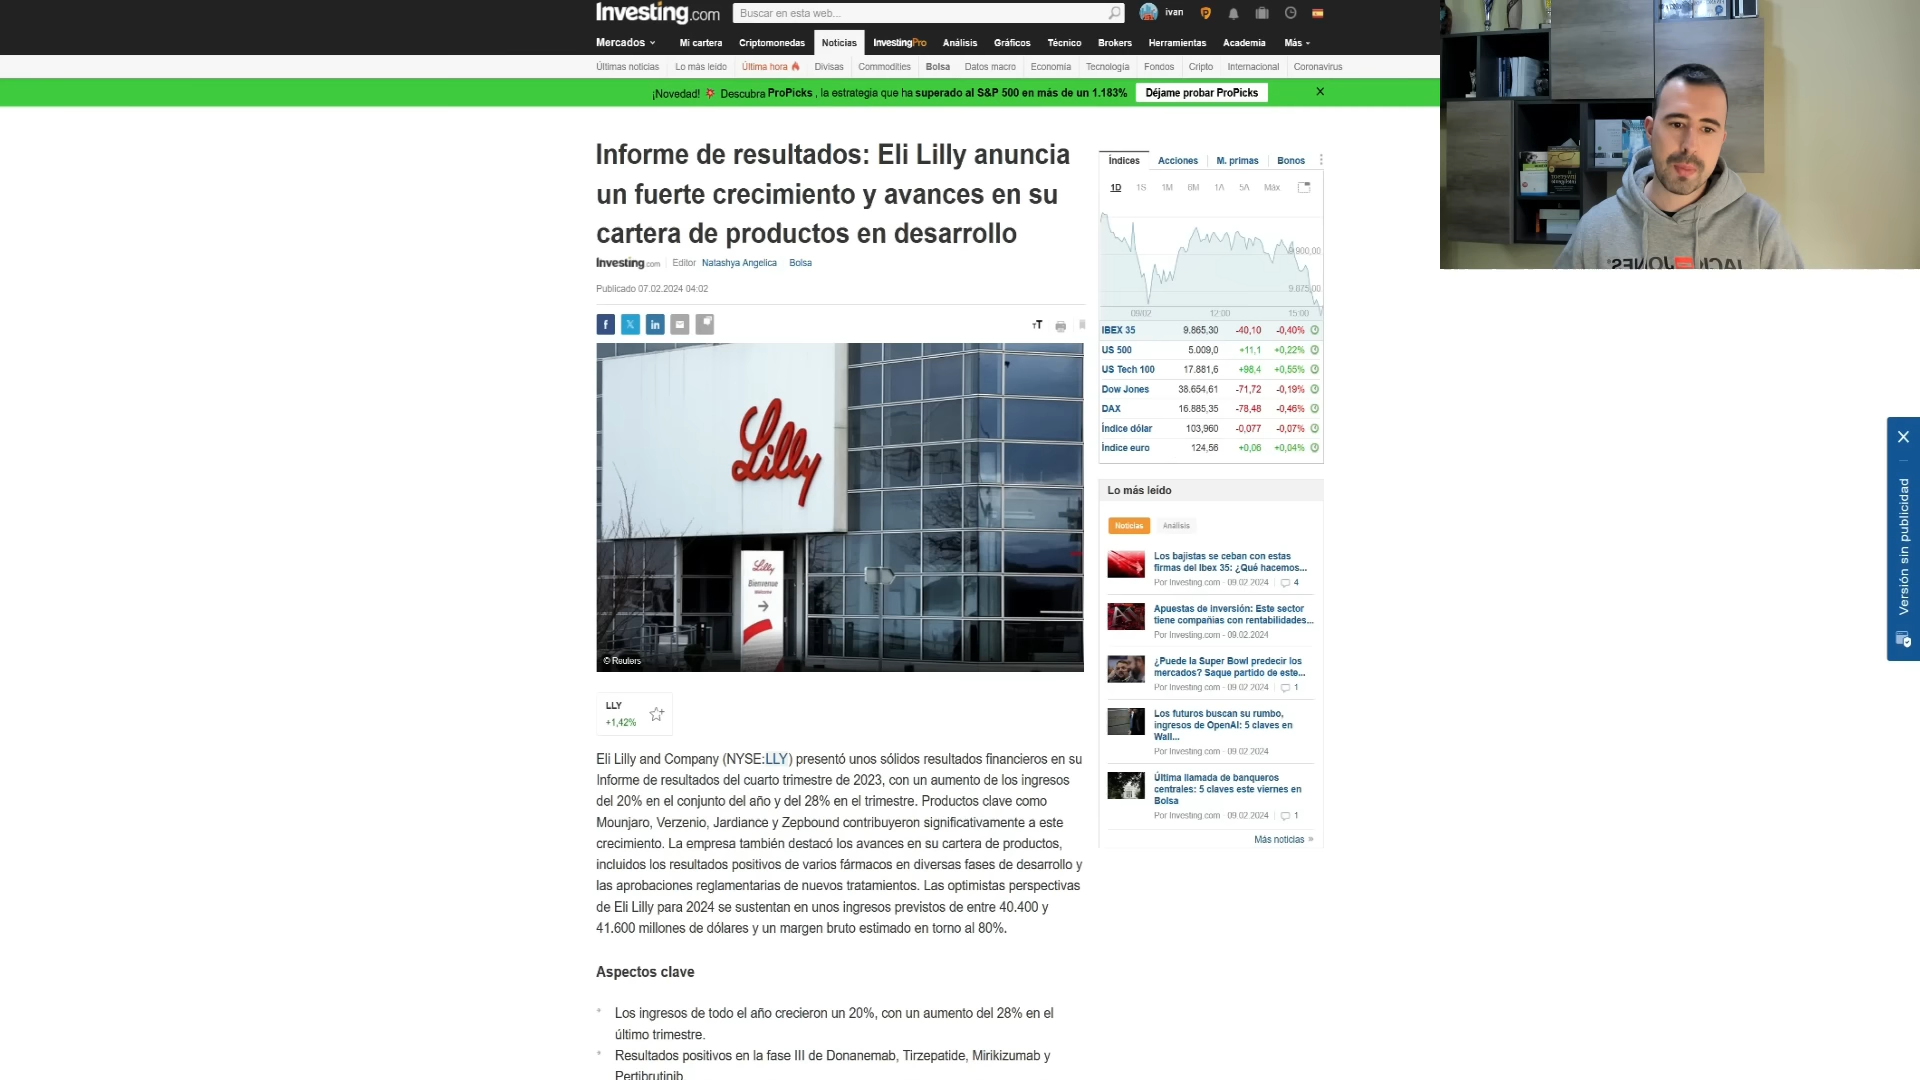 Investing.com
Buscar en esta web...
ivan
Mercados
Mi cartera
Criptomonedas
Noticias
InvestingPro
Análisis
Gráficos
Técnico
Brokers
Herramientas
Academia
Más
Últimas noticias
Lo más leído
Última hora
Divisas
Commodities
Bolsa
Datos macro
Economía
Tecnología
Fondos
Cripto
Internacional
Coronavirus
¡Novedad! 💥 Descubra ProPicks , la estrategia que ha superado al S&P 500 en más de un 1.183%
Déjame probar ProPicks
Informe de resultados: Eli Lilly anuncia
un fuerte crecimiento y avances en su
cartera de productos en desarrollo
Investing.com
Editor Natashya Angelica
Bolsa
Publicado 07.02.2024 04:02
Lilly
Lilly
Bienvenue
© Reuters
LLY
+1,42%
Eli Lilly and Company (NYSE:LLY) presentó unos sólidos resultados financieros en su
Informe de resultados del cuarto trimestre de 2023, con un aumento de los ingresos
del 20% en el conjunto del año y del 28% en el trimestre. Productos clave como
Mounjaro, Verzenio, Jardiance y Zepbound contribuyeron significativamente a este
crecimiento. La empresa también destacó los avances en su cartera de productos,
incluidos los resultados positivos de varios fármacos en diversas fases de desarrollo y
las aprobaciones reglamentarias de nuevos tratamientos. Las optimistas perspectivas
de Eli Lilly para 2024 se sustentan en unos ingresos previstos de entre 40.400 y
41.600 millones de dólares y un margen bruto estimado en torno al 80%.
Aspectos clave
Los ingresos de todo el año crecieron un 20%, con un aumento del 28% en el
último trimestre.
Resultados positivos en la fase III de Donanemab, Tirzepatide, Mirikizumab y
Pertibrutinib.
Índices
Acciones
M. primas
Bonos
1D 1S 1M 6M 1A 5A Máx
9.900,00
9.875,00
09/02 12:00 15:00
IBEX 35 9.865,30 -40,10 -0,40%
US 500 5.009,0 +11,1 +0,22%
US Tech 100 17.881,6 +98,4 +0,55%
Dow Jones 38.654,61 -71,72 -0,19%
DAX 16.885,35 -78,48 -0,46%
Índice dólar 103,960 -0,077 -0,07%
Índice euro 124,56 +0,06 +0,04%
Lo más leído
Noticias
Análisis
Los bajistas se ceban con estas
firmas del Ibex 35: ¿Qué hacemos...
Por Investing.com - 09.02.2024 4
Apuestas de inversión: Este sector
tiene compañías con rentabilidades...
Por Investing.com - 09.02.2024
¿Puede la Super Bowl predecir los
mercados? Saque partido de este...
Por Investing.com - 09.02.2024 1
Los futuros buscan su rumbo,
ingresos de OpenAI: 5 claves en
Wall...
Por Investing.com - 09.02.2024
Última llamada de banqueros
centrales: 5 claves este viernes en
Bolsa
Por Investing.com - 09.02.2024 1
Más noticias »
Versión sin publicidad